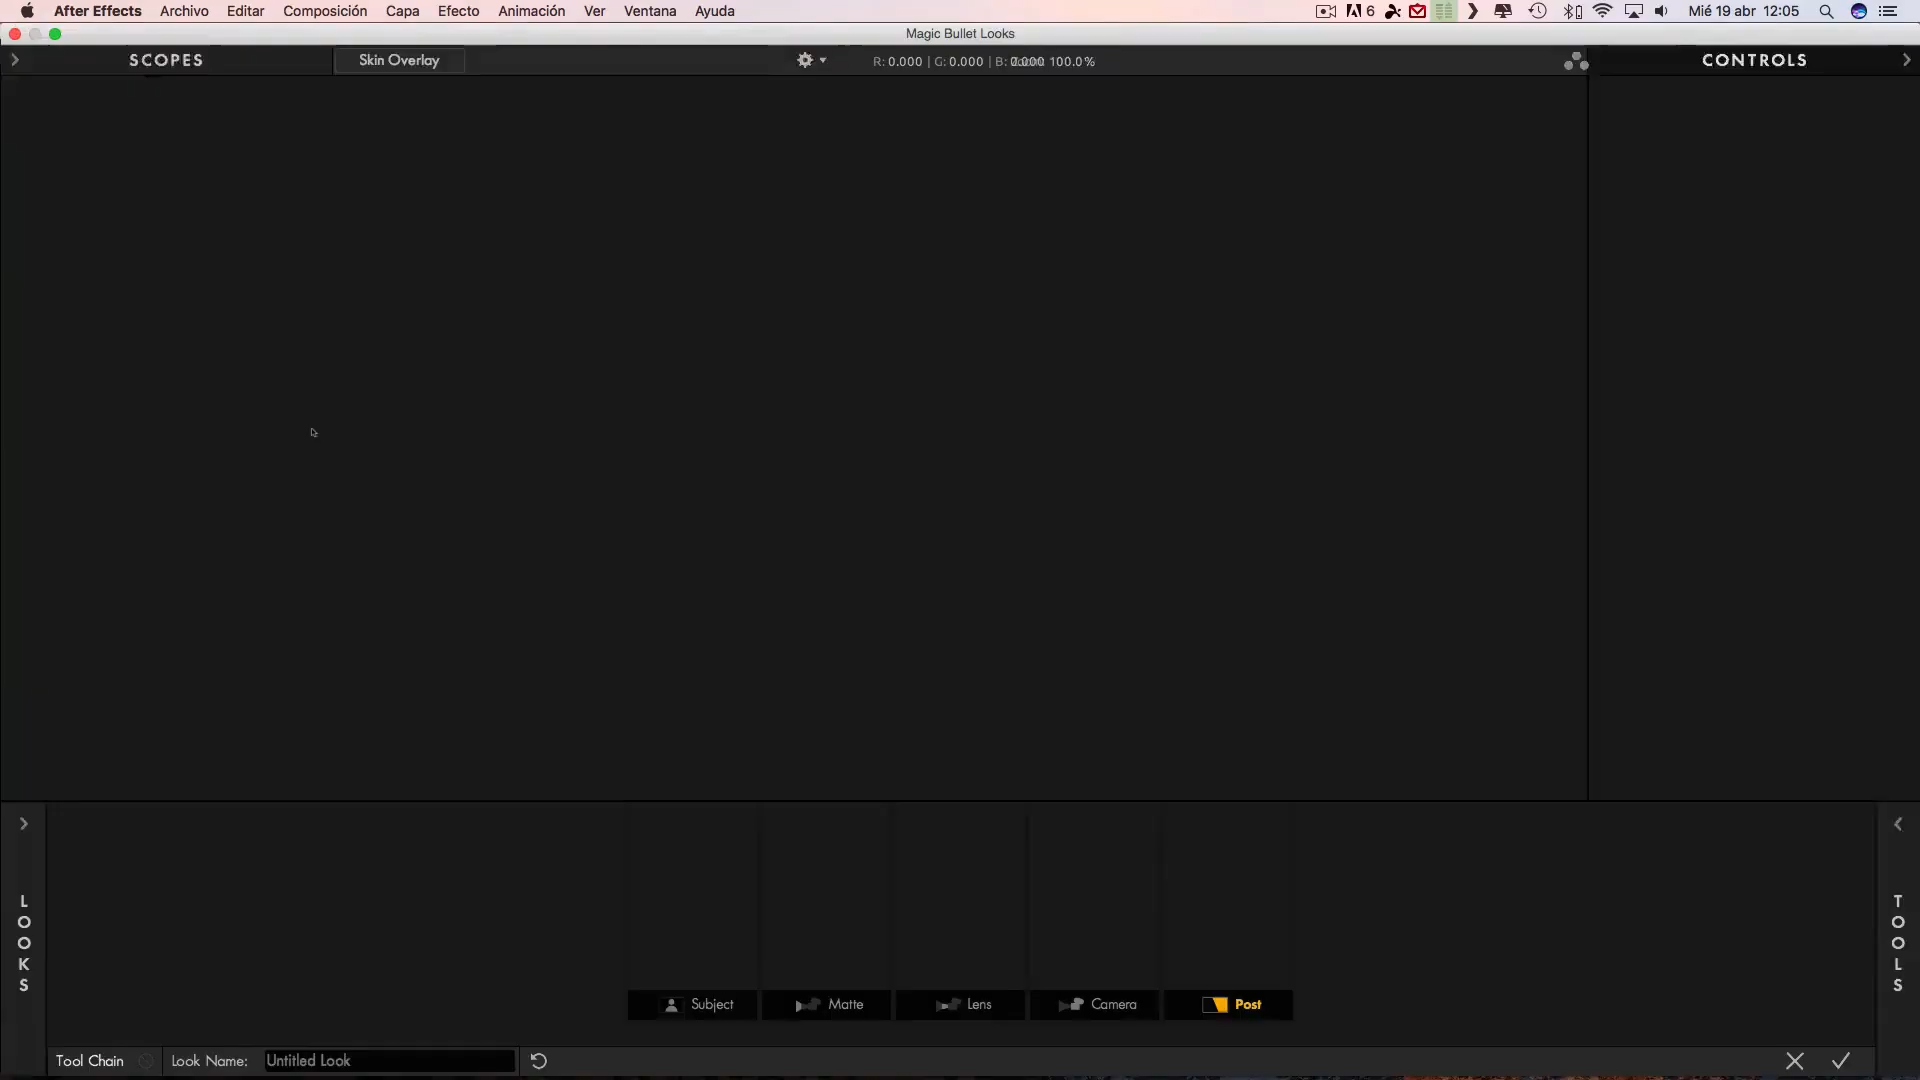 After Effects Archivo Editar Composición Capa Efecto Animación Ver Ventana Ayuda 6 Mié 19 abr 12:05
Magic Bullet Looks
SCOPES Skin Overlay R: 0.000 | G: 0.000 | B: 100.0% CONTROLS
LOOKS
TOOLS
Subject Matte Lens Camera Post
Tool Chain Look Name: Untitled Look